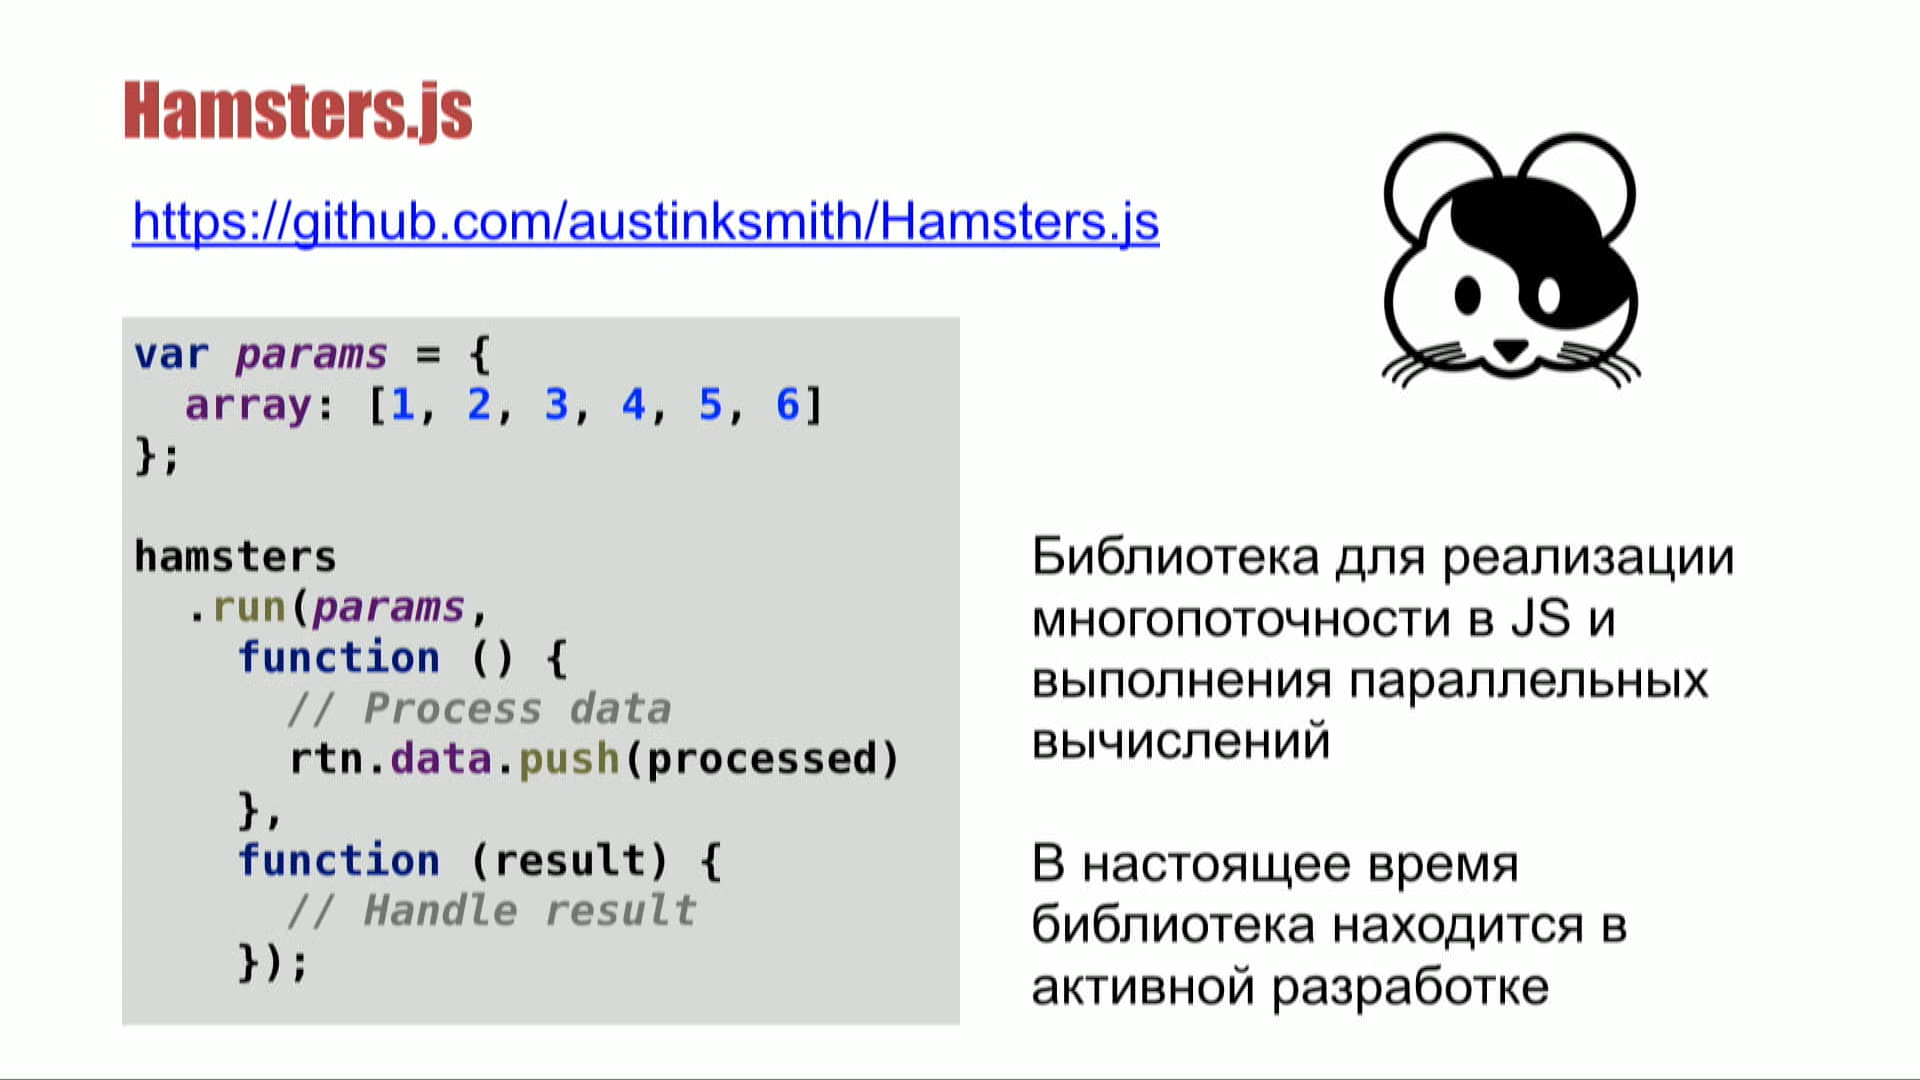 Hamsters.js
https://github.com/austinksmith/Hamsters.js
var params = {
  array: [1, 2, 3, 4, 5, 6]
};
hamsters
  .run(params,
    function () {
      // Process data
      rtn.data.push(processed)
    },
    function (result) {
      // Handle result
    });
Библиотека для реализации
многопоточности в JS и
выполнения параллельных
вычислений
В настоящее время
библиотека находится в
активной разработке